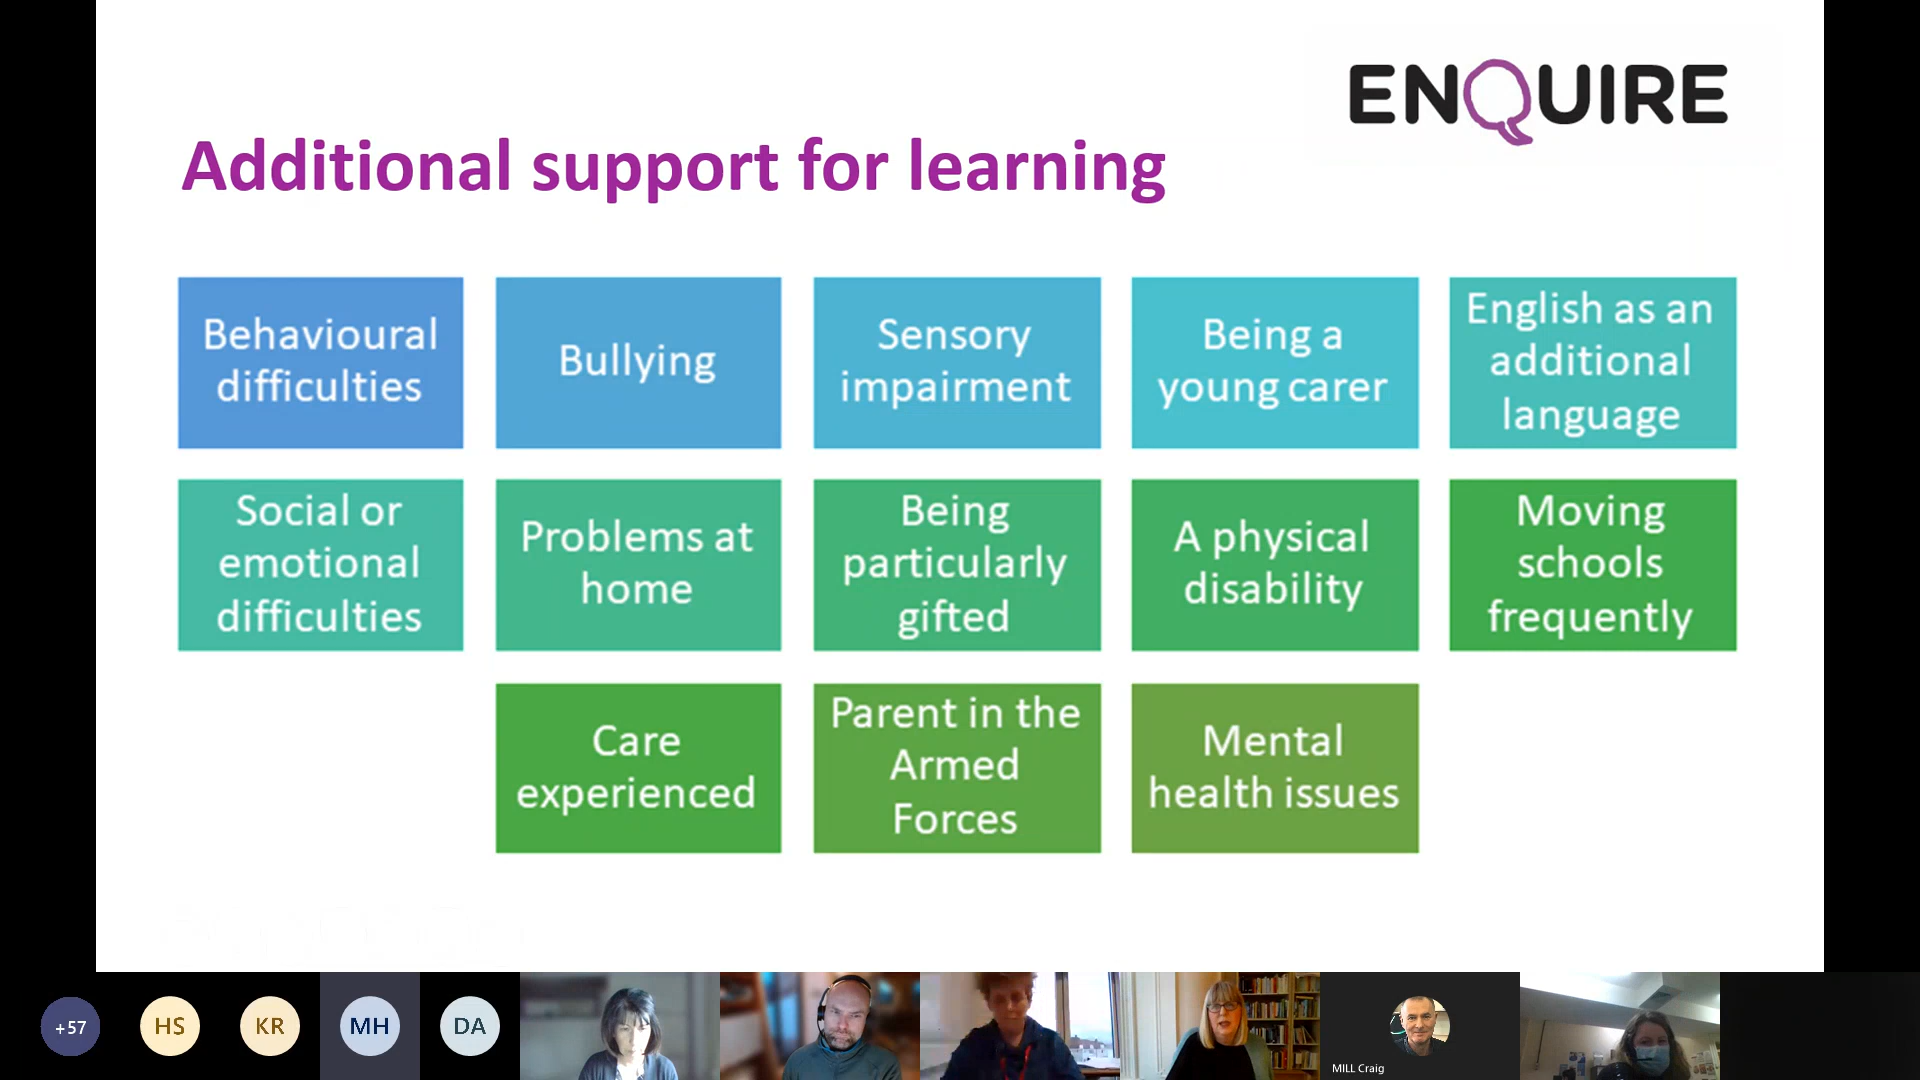 ENQUIRE
Additional support for learning
Behavioural
difficulties
Bullying
Sensory
impairment
Being a
young carer
English as an
additional
language
Social or
emotional
difficulties
Problems at
home
Being
particularly
gifted
A physical
disability
Moving
schools
frequently
Care
experienced
Parent in the
Armed
Forces
Mental
health issues
+57
HS
KR
MH
DA
MILL Craig